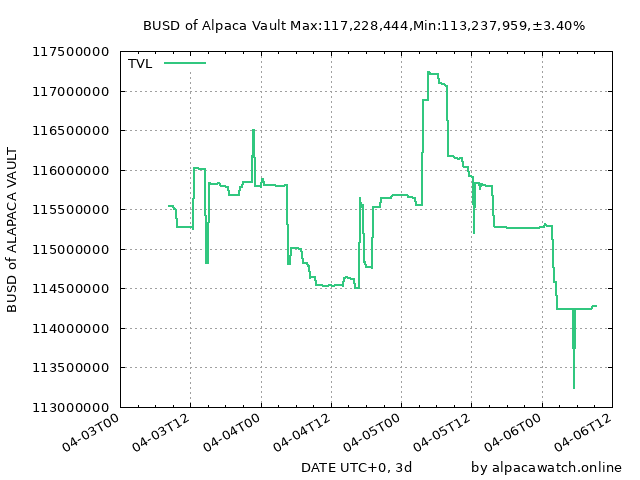 BUSD of Alpaca Vault Max:117,228,444,Min:113,237,959,±3.40%
TVL
117500000
117000000
116500000
116000000
115500000
115000000
114500000
114000000
113500000
113000000
BUSD of ALAPACA VAULT
04-03T00
04-03T12
04-04T00
04-04T12
04-05T00
04-05T12
04-06T00
04-06T12
DATE UTC+0, 3d
by alpacawatch.online